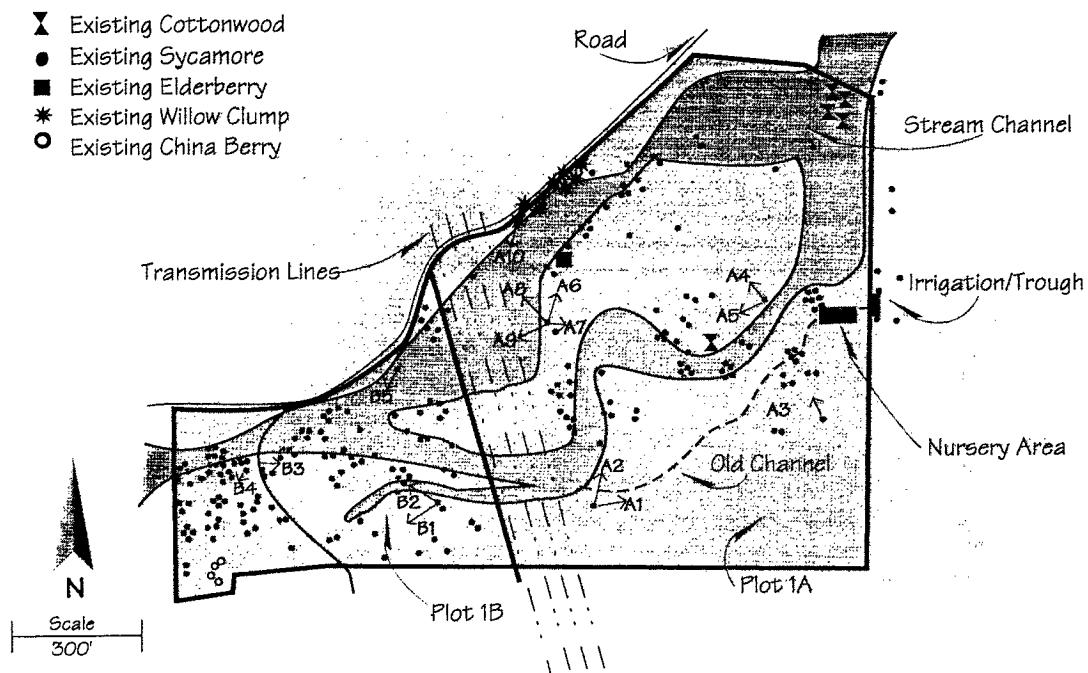 Existing Cottonwood
Existing Sycamore
Existing Elderberry
Existing Willow Clump
Existing China Berry
Road
Stream Channel
Transmission Lines
Irrigation/Trough
A10
A8
A6
A4
A5
A9
A7
B5
A3
Nursery Area
B3
B4
A2
Old Channel
B2
B1
A1
Plot 1A
Plot 1B
N
Scale
300'